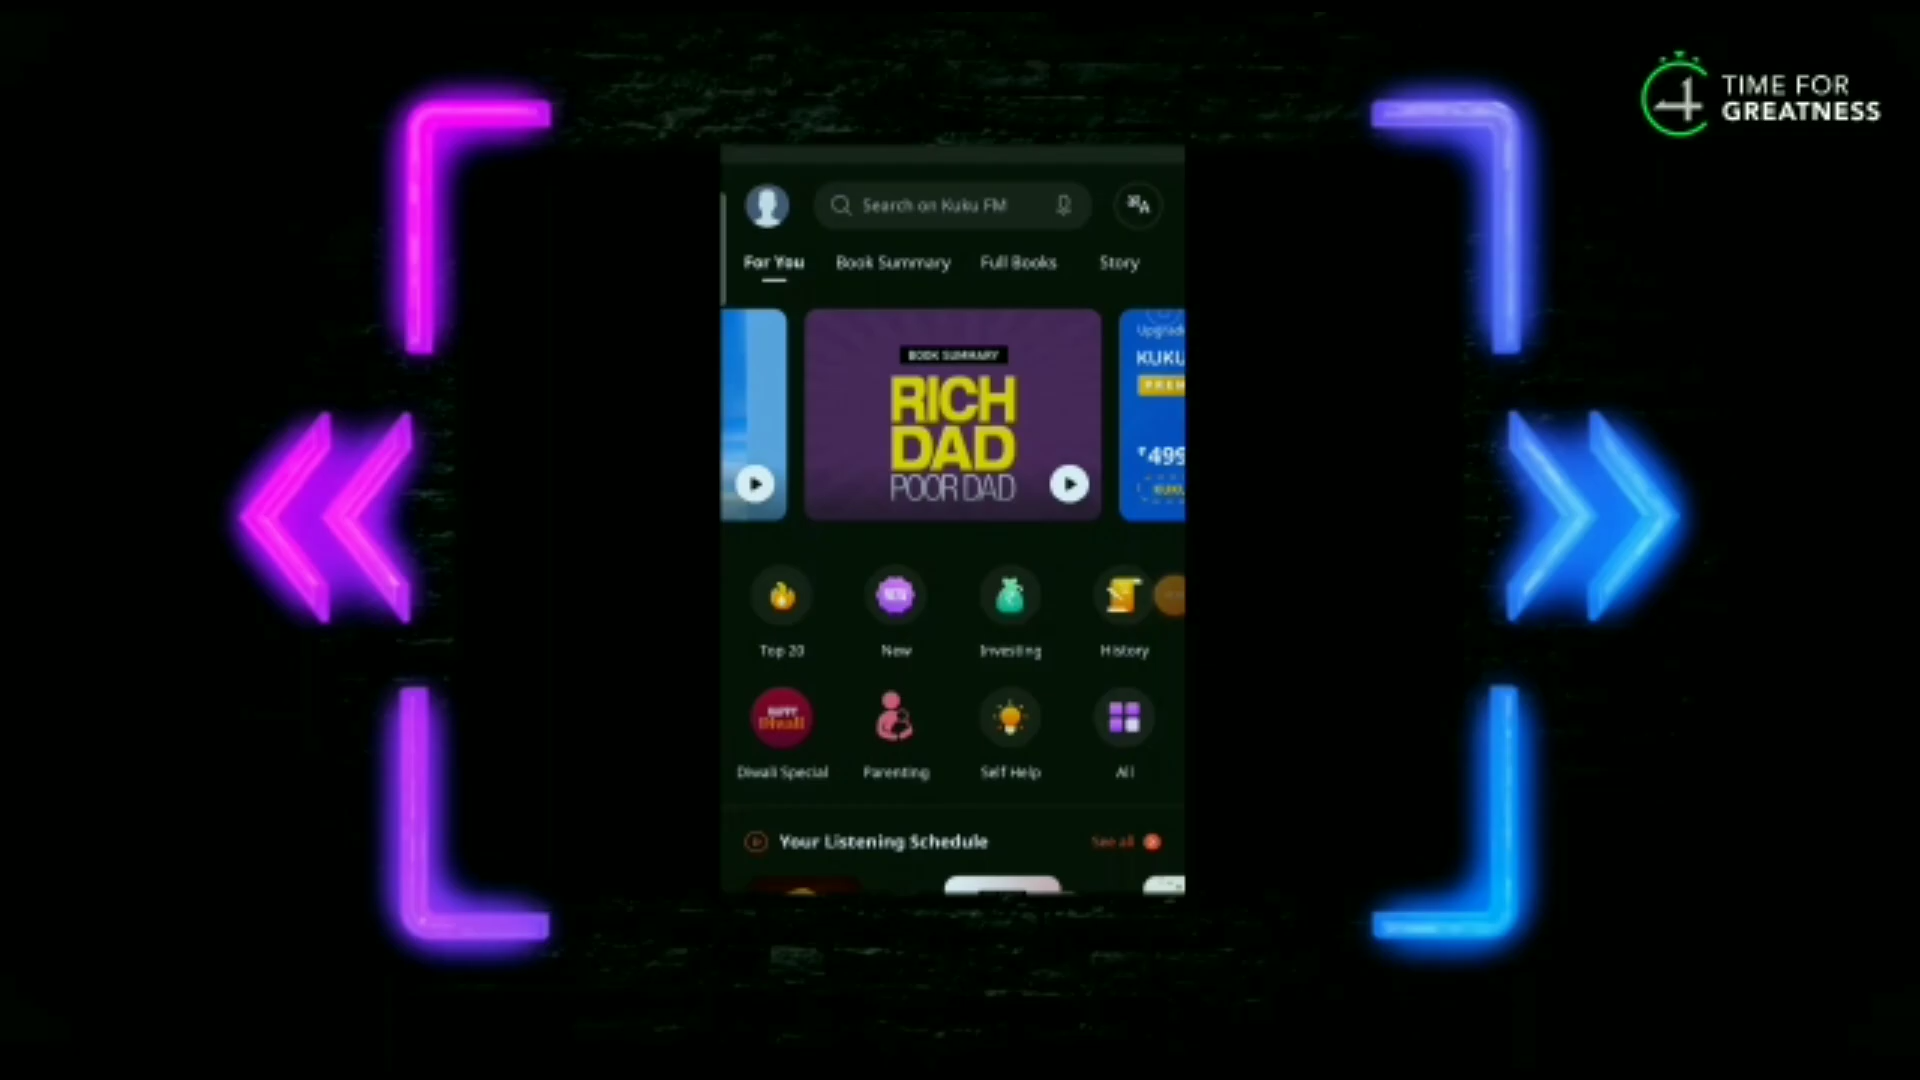 TIME FOR
GREATNESS
Search on Kuku FM
For You
Book Summary
Full Books
Story
BOOK SUMMARY
RICH
DAD
POOR DAD
KUKU
₹499
Top 20
New
Investing
History
HAPPY
Diwali
Diwali Special
Parenting
Self Help
All
Your Listening Schedule
See all